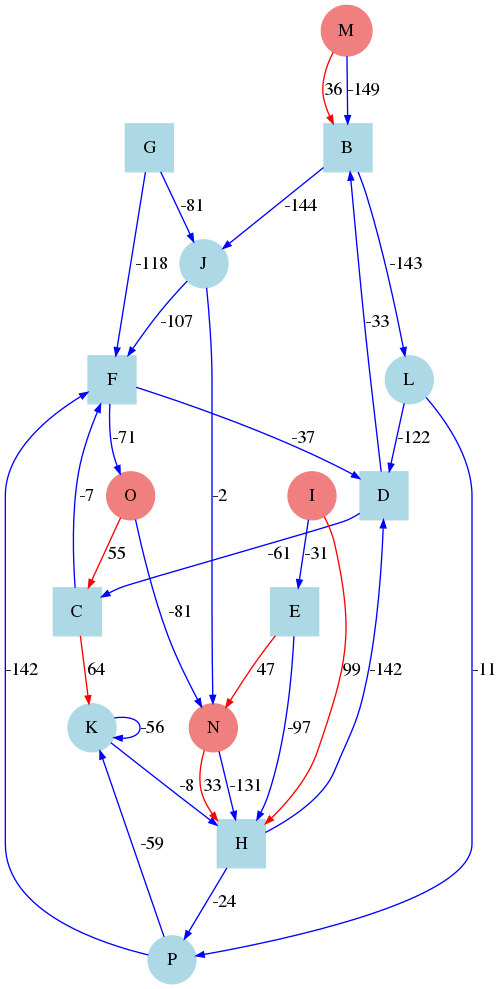 M
36 -149
G B
-81 -144
-118 J -143
-107 -33
F L
-71 -37 -122
O I D
-7 -2
55 -61 -31
C E
-81
-142 64 47 99 -142 -11
K -56 N -97
-8 33 -131
-59 H
-24
P